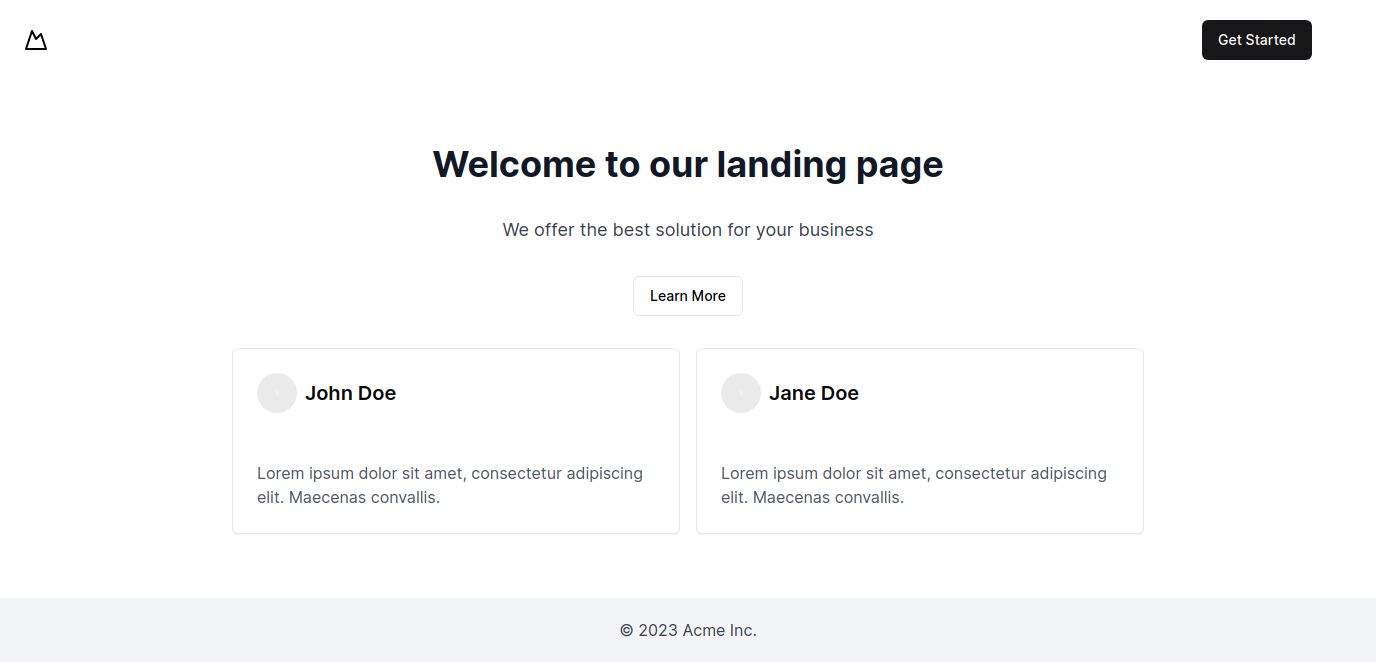 Get Started
Welcome to our landing page
We offer the best solution for your business
Learn More
John Doe
Lorem ipsum dolor sit amet, consectetur adipiscing
elit. Maecenas convallis.
Jane Doe
Lorem ipsum dolor sit amet, consectetur adipiscing
elit. Maecenas convallis.
© 2023 Acme Inc.